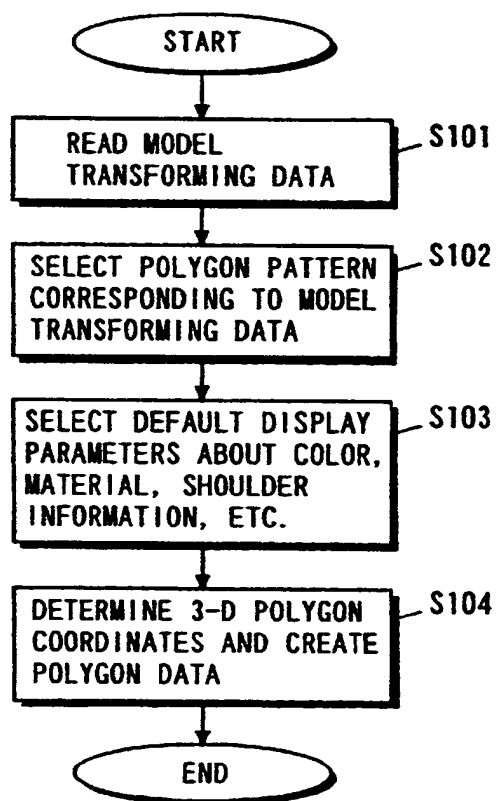 START
READ MODEL
TRANSFORMING DATA
S101
SELECT POLYGON PATTERN
CORRESPONDING TO MODEL
TRANSFORMING DATA
S102
SELECT DEFAULT DISPLAY
PARAMETERS ABOUT COLOR,
MATERIAL, SHOULDER
INFORMATION, ETC.
S103
DETERMINE 3-D POLYGON
COORDINATES AND CREATE
POLYGON DATA
S104
END